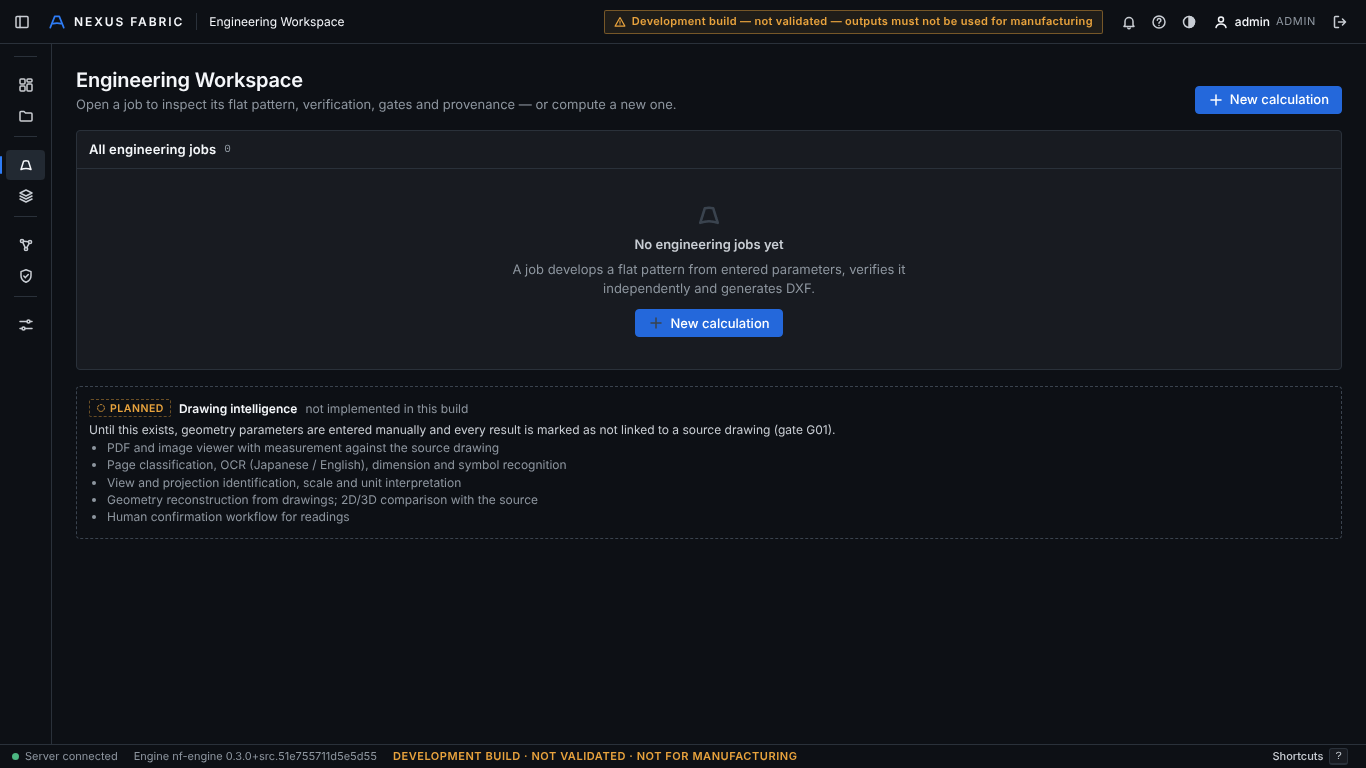 NEXUS FABRIC
Engineering Workspace
Development build — not validated — outputs must not be used for manufacturing
admin ADMIN
Engineering Workspace
Open a job to inspect its flat pattern, verification, gates and provenance — or compute a new one.
New calculation
All engineering jobs 0
No engineering jobs yet
A job develops a flat pattern from entered parameters, verifies it
independently and generates DXF.
New calculation
PLANNED Drawing intelligence not implemented in this build
Until this exists, geometry parameters are entered manually and every result is marked as not linked to a source drawing (gate G01).
• PDF and image viewer with measurement against the source drawing
• Page classification, OCR (Japanese / English), dimension and symbol recognition
• View and projection identification, scale and unit interpretation
• Geometry reconstruction from drawings; 2D/3D comparison with the source
• Human confirmation workflow for readings
Server connected
Engine nf-engine 0.3.0+src.51e755711d5e5d55
DEVELOPMENT BUILD · NOT VALIDATED · NOT FOR MANUFACTURING
Shortcuts ?